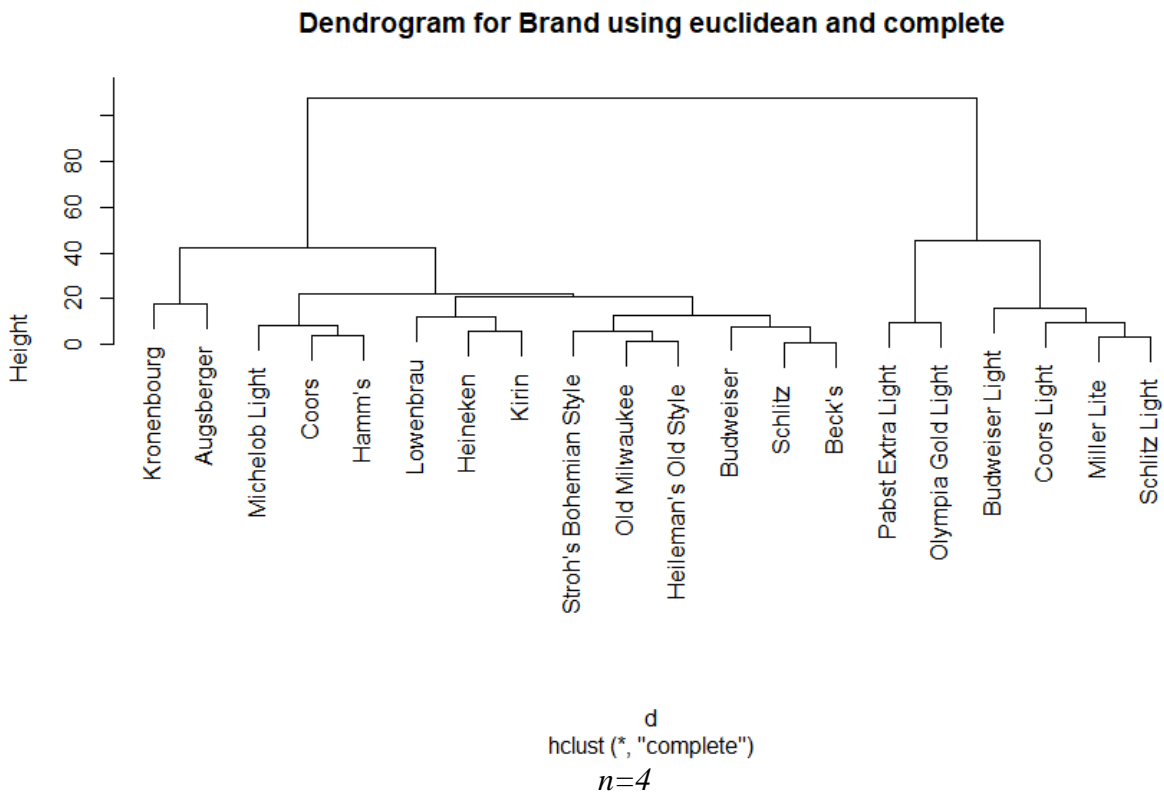 Dendrogram for Brand using euclidean and complete
Height
0
20
40
60
80
Kronenbourg
Augsberger
Michelob Light
Coors
Hamm's
Lowenbrau
Heineken
Kirin
Stroh's Bohemian Style
Old Milwaukee
Heileman's Old Style
Budweiser
Schlitz
Beck's
Pabst Extra Light
Olympia Gold Light
Budweiser Light
Coors Light
Miller Lite
Schlitz Light
d
hclust (*, "complete")
n=4